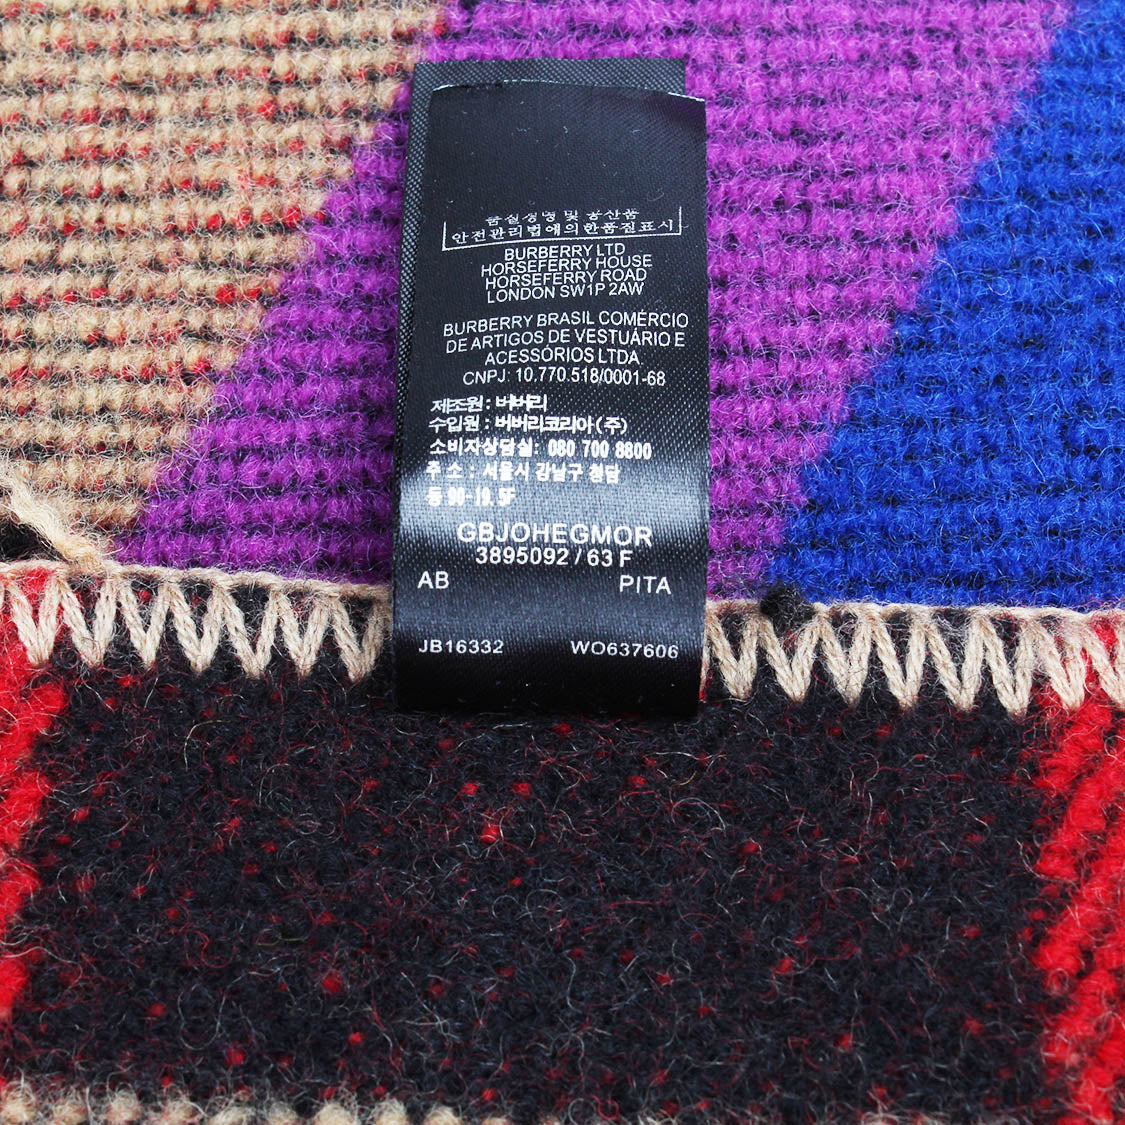 품질경영 및 공산품
안전관리법에의한품질표시
BURBERRY LTD
HORSEFERRY HOUSE
HORSEFERRY ROAD
LONDON SW1P 2AW
BURBERRY BRASIL COMÉRCIO
DE ARTIGOS DE VESTUÁRIO E
ACESSÓRIOS LTDA.
CNPJ: 10.770.518/0001-68
제조원 : 버버리
수입원 : 버버리코리아(주)
소비자상담실: 080 700 8800
주 소 : 서울시 강남구 청담
동 90-19. 5F
GBJOHEGMOR
3895092 / 63 F
AB PITA
JB16332 WO637606